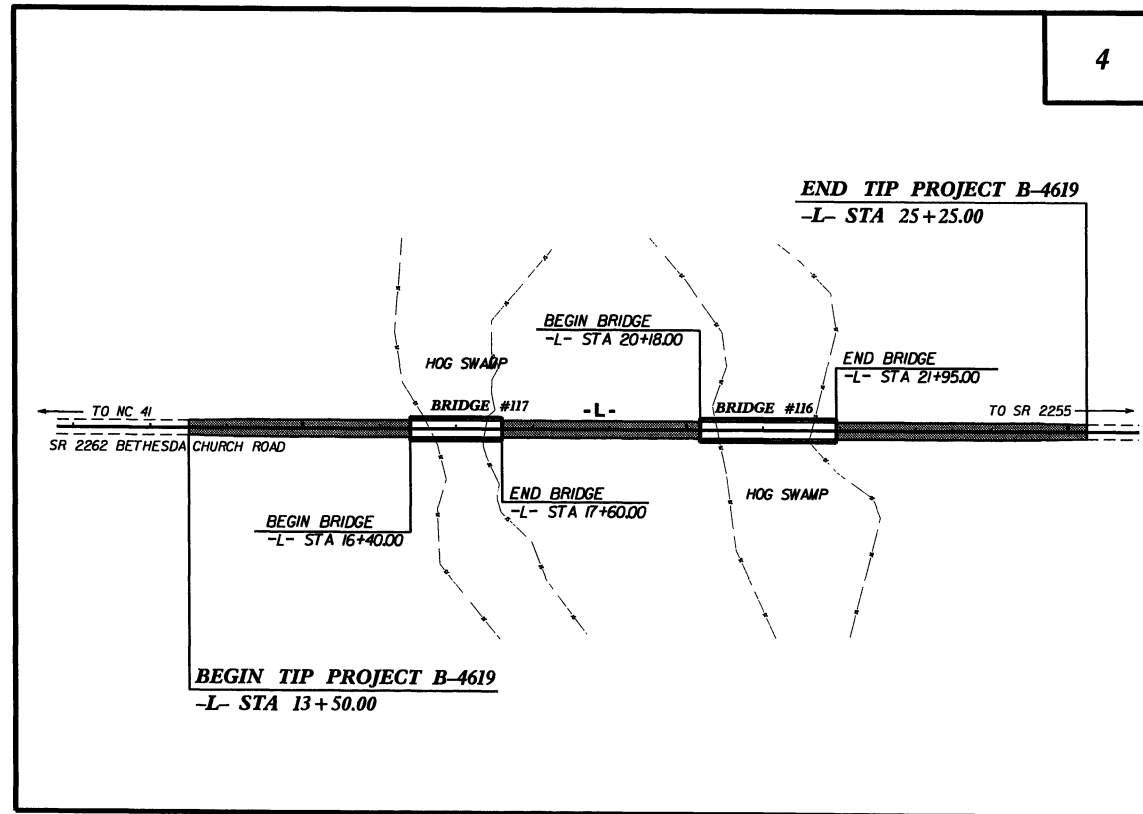 4
END TIP PROJECT B-4619
-L- STA 25+25.00
BEGIN BRIDGE
-L- STA 20+18.00
HOG SWAMP
END BRIDGE
-L- STA 21+95.00
BRIDGE #117
-L-
BRIDGE #116
TO NC 41
TO SR 2255
SR 2262 BETHESDA CHURCH ROAD
END BRIDGE
-L- STA 17+60.00
HOG SWAMP
BEGIN BRIDGE
-L- STA 16+40.00
BEGIN TIP PROJECT B-4619
-L- STA 13+50.00